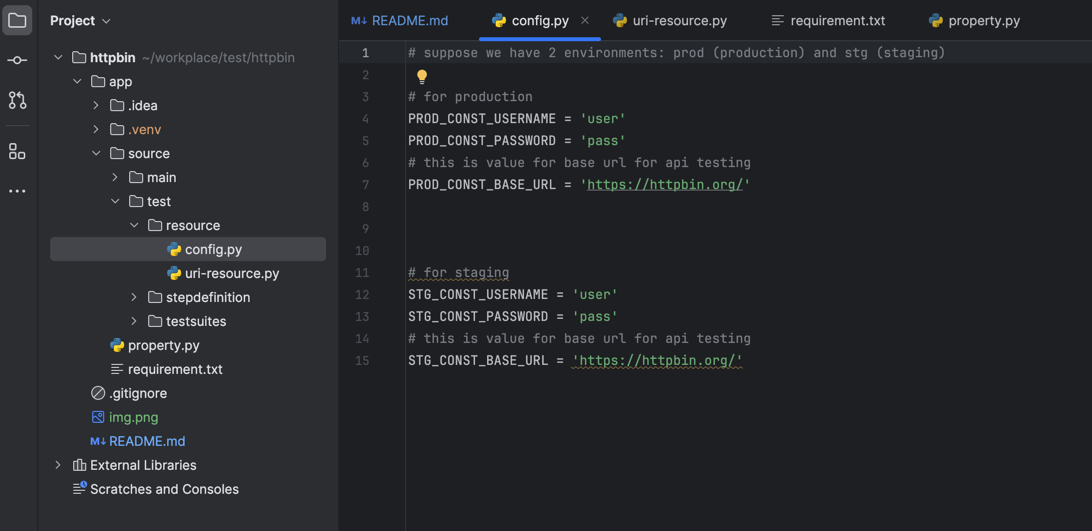 Project
README.md
config.py
uri-resource.py
requirement.txt
property.py
httpbin ~/workplace/test/httpbin
app
.idea
.venv
source
main
test
resource
config.py
uri-resource.py
stepdefinition
testsuites
property.py
requirement.txt
.gitignore
img.png
README.md
External Libraries
Scratches and Consoles
1 # suppose we have 2 environments: prod (production) and stg (staging)
2
3 # for production
4 PROD_CONST_USERNAME = 'user'
5 PROD_CONST_PASSWORD = 'pass'
6 # this is value for base url for api testing
7 PROD_CONST_BASE_URL = 'https://httpbin.org/'
8
9
10
11 # for staging
12 STG_CONST_USERNAME = 'user'
13 STG_CONST_PASSWORD = 'pass'
14 # this is value for base url for api testing
15 STG_CONST_BASE_URL = 'https://httpbin.org/'